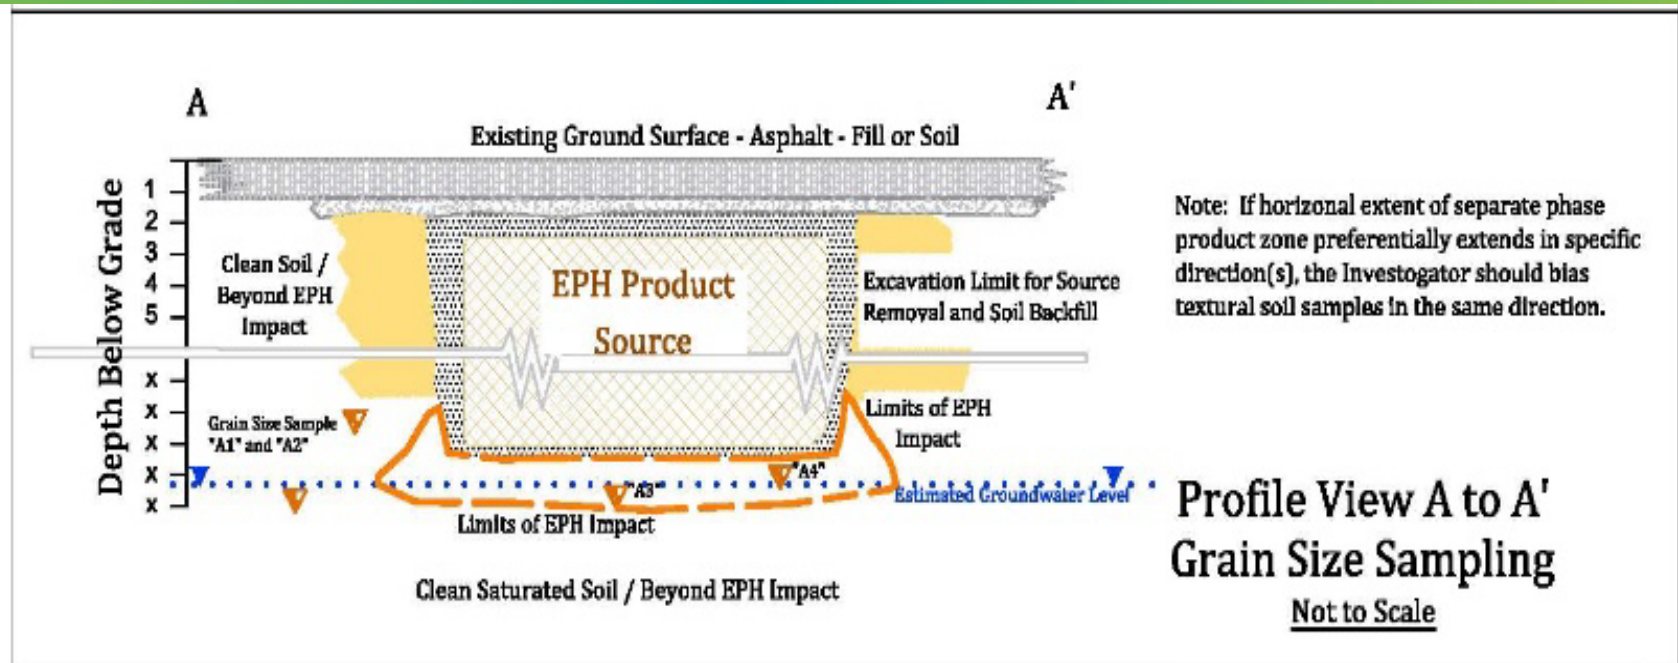 A
A'
Existing Ground Surface - Asphalt - Fill or Soil
Depth Below Grade
1
2
3
4
5
x
x
x
x
x
Clean Soil /
Beyond EPH
Impact
EPH Product
Source
Excavation Limit for Source
Removal and Soil Backfill
Note: If horizonal extent of separate phase
product zone preferentially extends in specific
direction(s), the Investogator should bias
textural soil samples in the same direction.
Grain Size Sample
"A1" and "A2"
Limits of EPH
Impact
"A4"
"A3"
Estimated Groundwater Level
Limits of EPH Impact
Clean Saturated Soil / Beyond EPH Impact
Profile View A to A'
Grain Size Sampling
Not to Scale